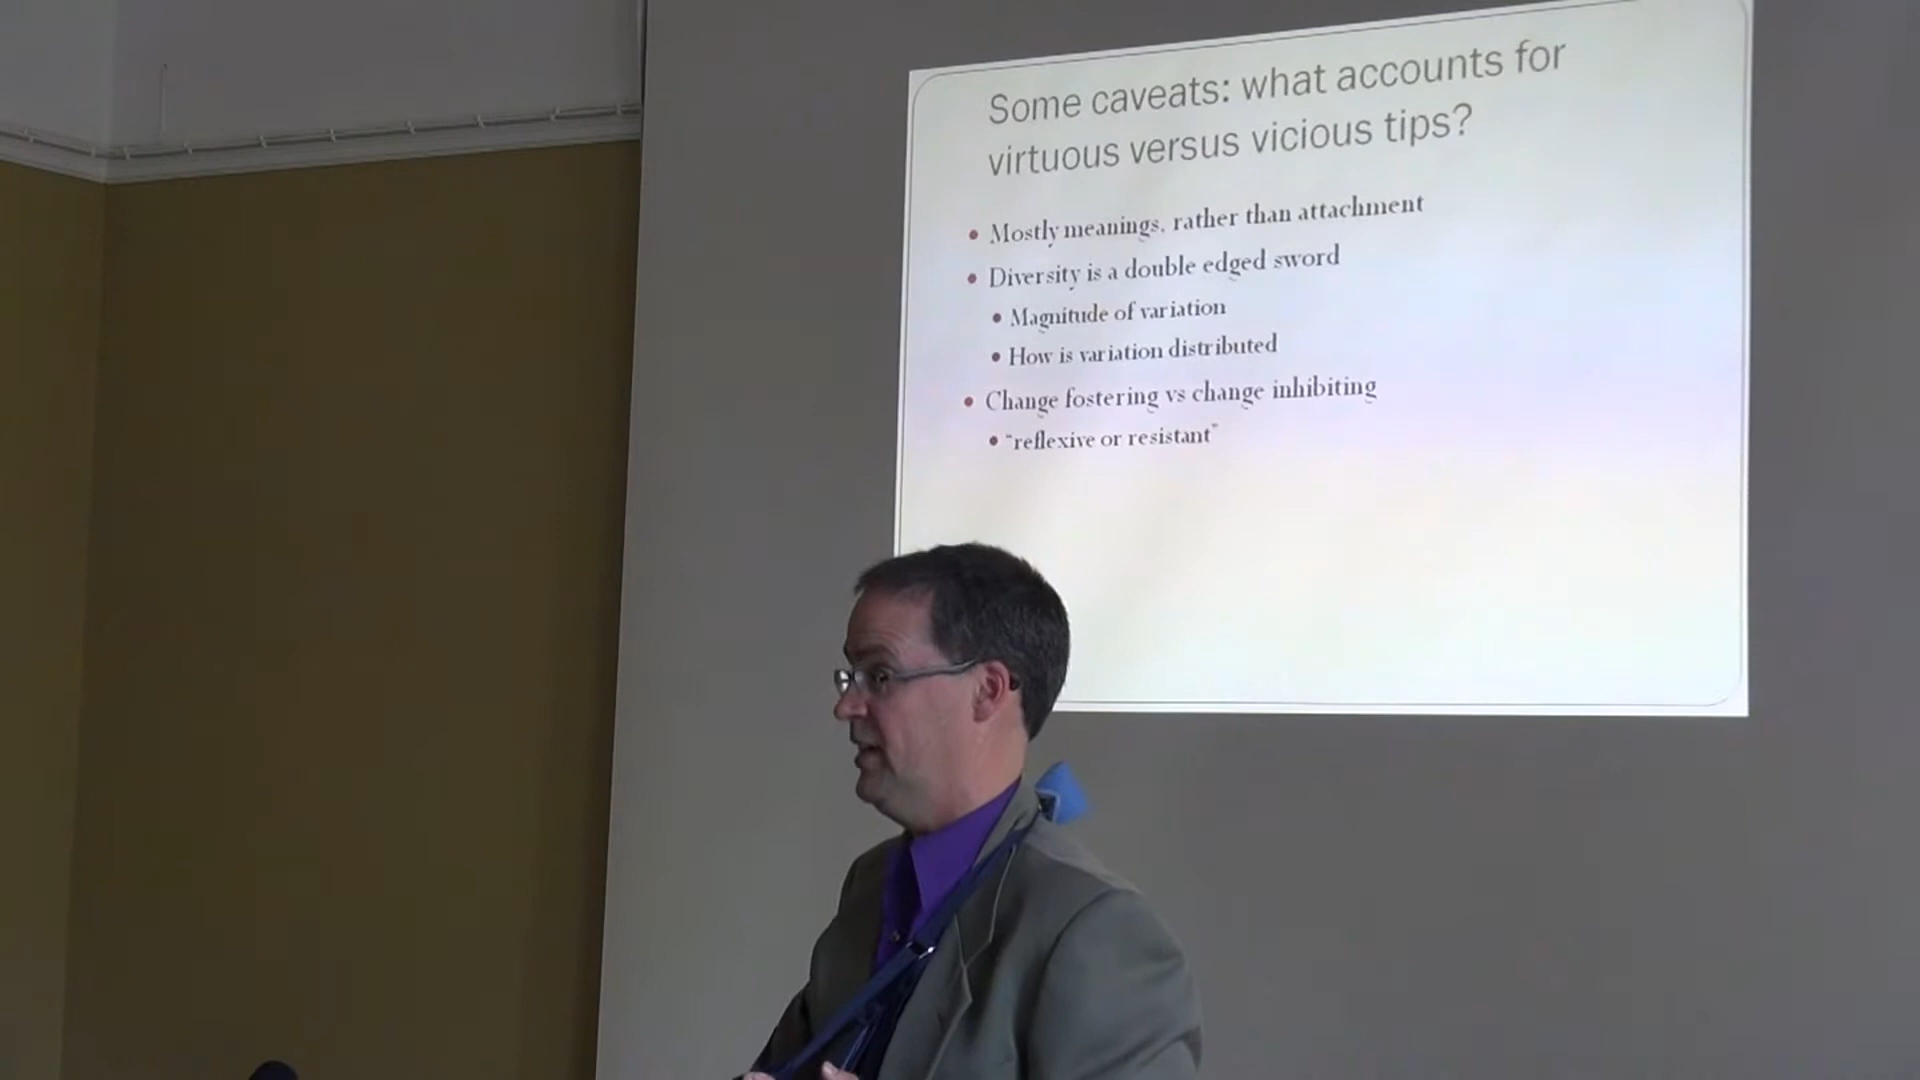 Some caveats: what accounts for
virtuous versus vicious tips?
• Mostly meanings, rather than attachment
• Diversity is a double edged sword
• Magnitude of variation
• How is variation distributed
• Change fostering vs change inhibiting
• "reflexive or resistant"